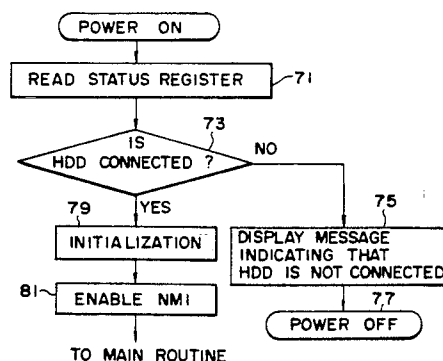 POWER ON
READ STATUS REGISTER
71
IS
HDD CONNECTED ?
73
NO
YES
79
INITIALIZATION
75
DISPLAY MESSAGE
INDICATING THAT
HDD IS NOT CONNECTED
81
ENABLE NMI
77
POWER OFF
TO MAIN ROUTINE